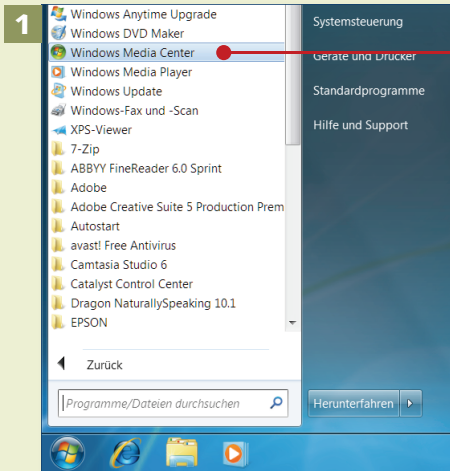 1
Windows Anytime Upgrade
Windows DVD Maker
Windows Media Center
Windows Media Player
Windows Update
Windows-Fax und -Scan
XPS-Viewer
7-Zip
ABBYY FineReader 6.0 Sprint
Adobe
Adobe Creative Suite 5 Production Prem
Autostart
avast! Free Antivirus
Camtasia Studio 6
Catalyst Control Center
Dragon NaturallySpeaking 10.1
EPSON
Zurück
Programme/Dateien durchsuchen
Systemsteuerung
Geräte und Drucker
Standardprogramme
Hilfe und Support
Herunterfahren